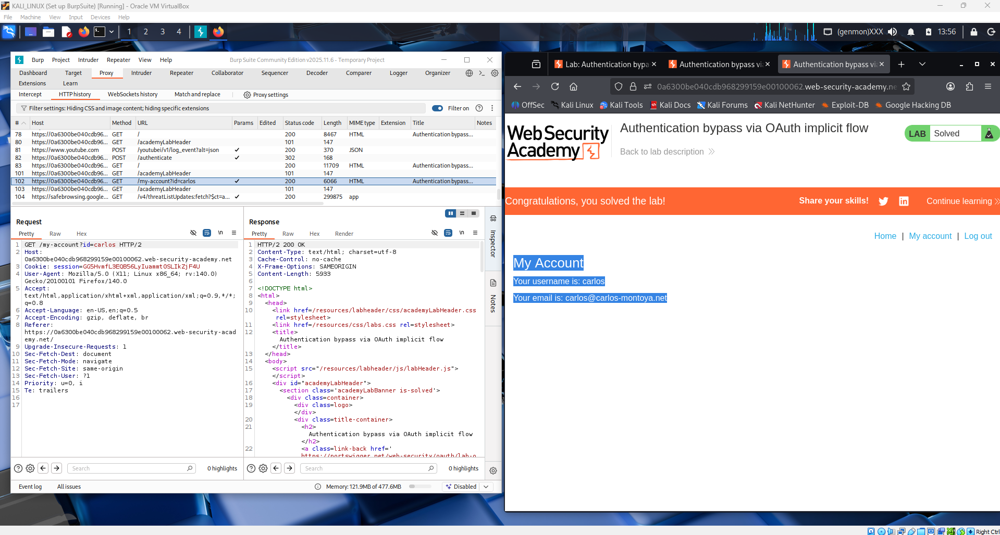 KALI_LINUX (Set up BurpSuite) [Running] - Oracle VM VirtualBox
File Machine View Input Devices Help
1 2 3 4 (genmon)XXX 13:56
Burp Project Intruder Repeater View Help Burp Suite Community Edition v2025.11.6 - Temporary Project
Dashboard Target Proxy Intruder Repeater Collaborator Sequencer Decoder Comparer Logger Organizer
Extensions Learn
Intercept HTTP history WebSockets history Match and replace Proxy settings
Filter settings: Hiding CSS and image content; hiding specific extensions Filter on
# Host Method URL Params Edited Status code Length MIME type Extension Title Notes
78 https://0a6300be040cdb96... GET / 200 8467 HTML Authentication bypass...
80 https://0a6300be040cdb96... GET /academyLabHeader 101 147
81 https://www.youtube.com POST /youtubei/v1/log_event?alt=json ✓ 200 370 JSON
82 https://0a6300be040cdb96... POST /authenticate ✓ 302 168
83 https://0a6300be040cdb96... GET / 200 11709 HTML Authentication bypass...
101 https://0a6300be040cdb96... GET /academyLabHeader 101 147
102 https://0a6300be040cdb96... GET /my-account?id=carlos ✓ 200 6066 HTML Authentication bypass...
103 https://0a6300be040cdb96... GET /academyLabHeader 101 147
104 https://safebrowsing.google... GET /v4/threatListUpdates:fetch?$ct=a... ✓ 200 299875 app
Request
Pretty Raw Hex \n
1 GET /my-account?id=carlos HTTP/2
2 Host:
0a6300be040cdb968299159e00100062.web-security-academy.net
3 Cookie: session=GG5HvmfL3EQB56LyIuammtOSLIkZjF4U
4 User-Agent: Mozilla/5.0 (X11; Linux x86_64; rv:140.0)
Gecko/20100101 Firefox/140.0
5 Accept:
text/html,application/xhtml+xml,application/xml;q=0.9,*/*;
q=0.8
6 Accept-Language: en-US,en;q=0.5
7 Accept-Encoding: gzip, deflate, br
8 Referer:
https://0a6300be040cdb968299159e00100062.web-security-acad
emy.net/
9 Upgrade-Insecure-Requests: 1
10 Sec-Fetch-Dest: document
11 Sec-Fetch-Mode: navigate
12 Sec-Fetch-Site: same-origin
13 Sec-Fetch-User: ?1
14 Priority: u=0, i
15 Te: trailers
16
17
Search 0 highlights
Response
Pretty Raw Hex Render \n
1 HTTP/2 200 OK
2 Content-Type: text/html; charset=utf-8
3 Cache-Control: no-cache
4 X-Frame-Options: SAMEORIGIN
5 Content-Length: 5933
6
7 <!DOCTYPE html>
8 <html>
9 <head>
10 <link href=/resources/labheader/css/academyLabHeader.css
rel=stylesheet>
11 <link href=/resources/css/labs.css rel=stylesheet>
12 <title>
Authentication bypass via OAuth implicit flow
</title>
13 </head>
14 <body>
15 <script src="/resources/labheader/js/labHeader.js">
</script>
16 <div id="academyLabHeader">
17 <section class='academyLabBanner is-solved'>
18 <div class=container>
19 <div class=logo>
</div>
20 <div class=title-container>
21 <h2>
Authentication bypass via OAuth implicit flow
</h2>
22 <a class=link-back href='
https://portswigger.net/web-security/oauth/lab-o
Search 0 highlights
Inspector
Notes
Event log All issues Memory: 121.9MB of 477.6MB Disabled
Lab: Authentication bypa Authentication bypass vi Authentication bypass vi
0a6300be040cdb968299159e00100062.web-security-academy.ne
OffSec Kali Linux Kali Tools Kali Docs Kali Forums Kali NetHunter Exploit-DB Google Hacking DB
WebSecurity
Academy
Authentication bypass via OAuth implicit flow
Back to lab description
LAB Solved
Congratulations, you solved the lab! Share your skills! Continue learning
Home | My account | Log out
My Account
Your username is: carlos
Your email is: carlos@carlos-montoya.net
Right Ctrl